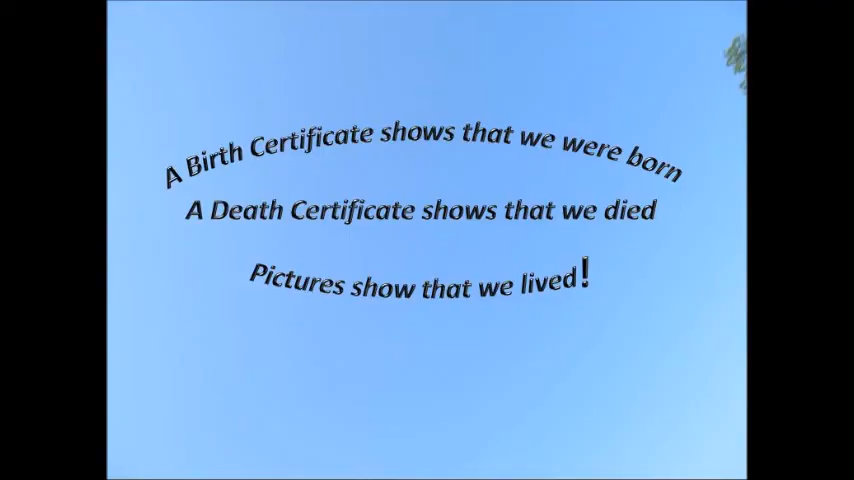 A Birth Certificate shows that we were born
A Death Certificate shows that we died
Pictures show that we lived!